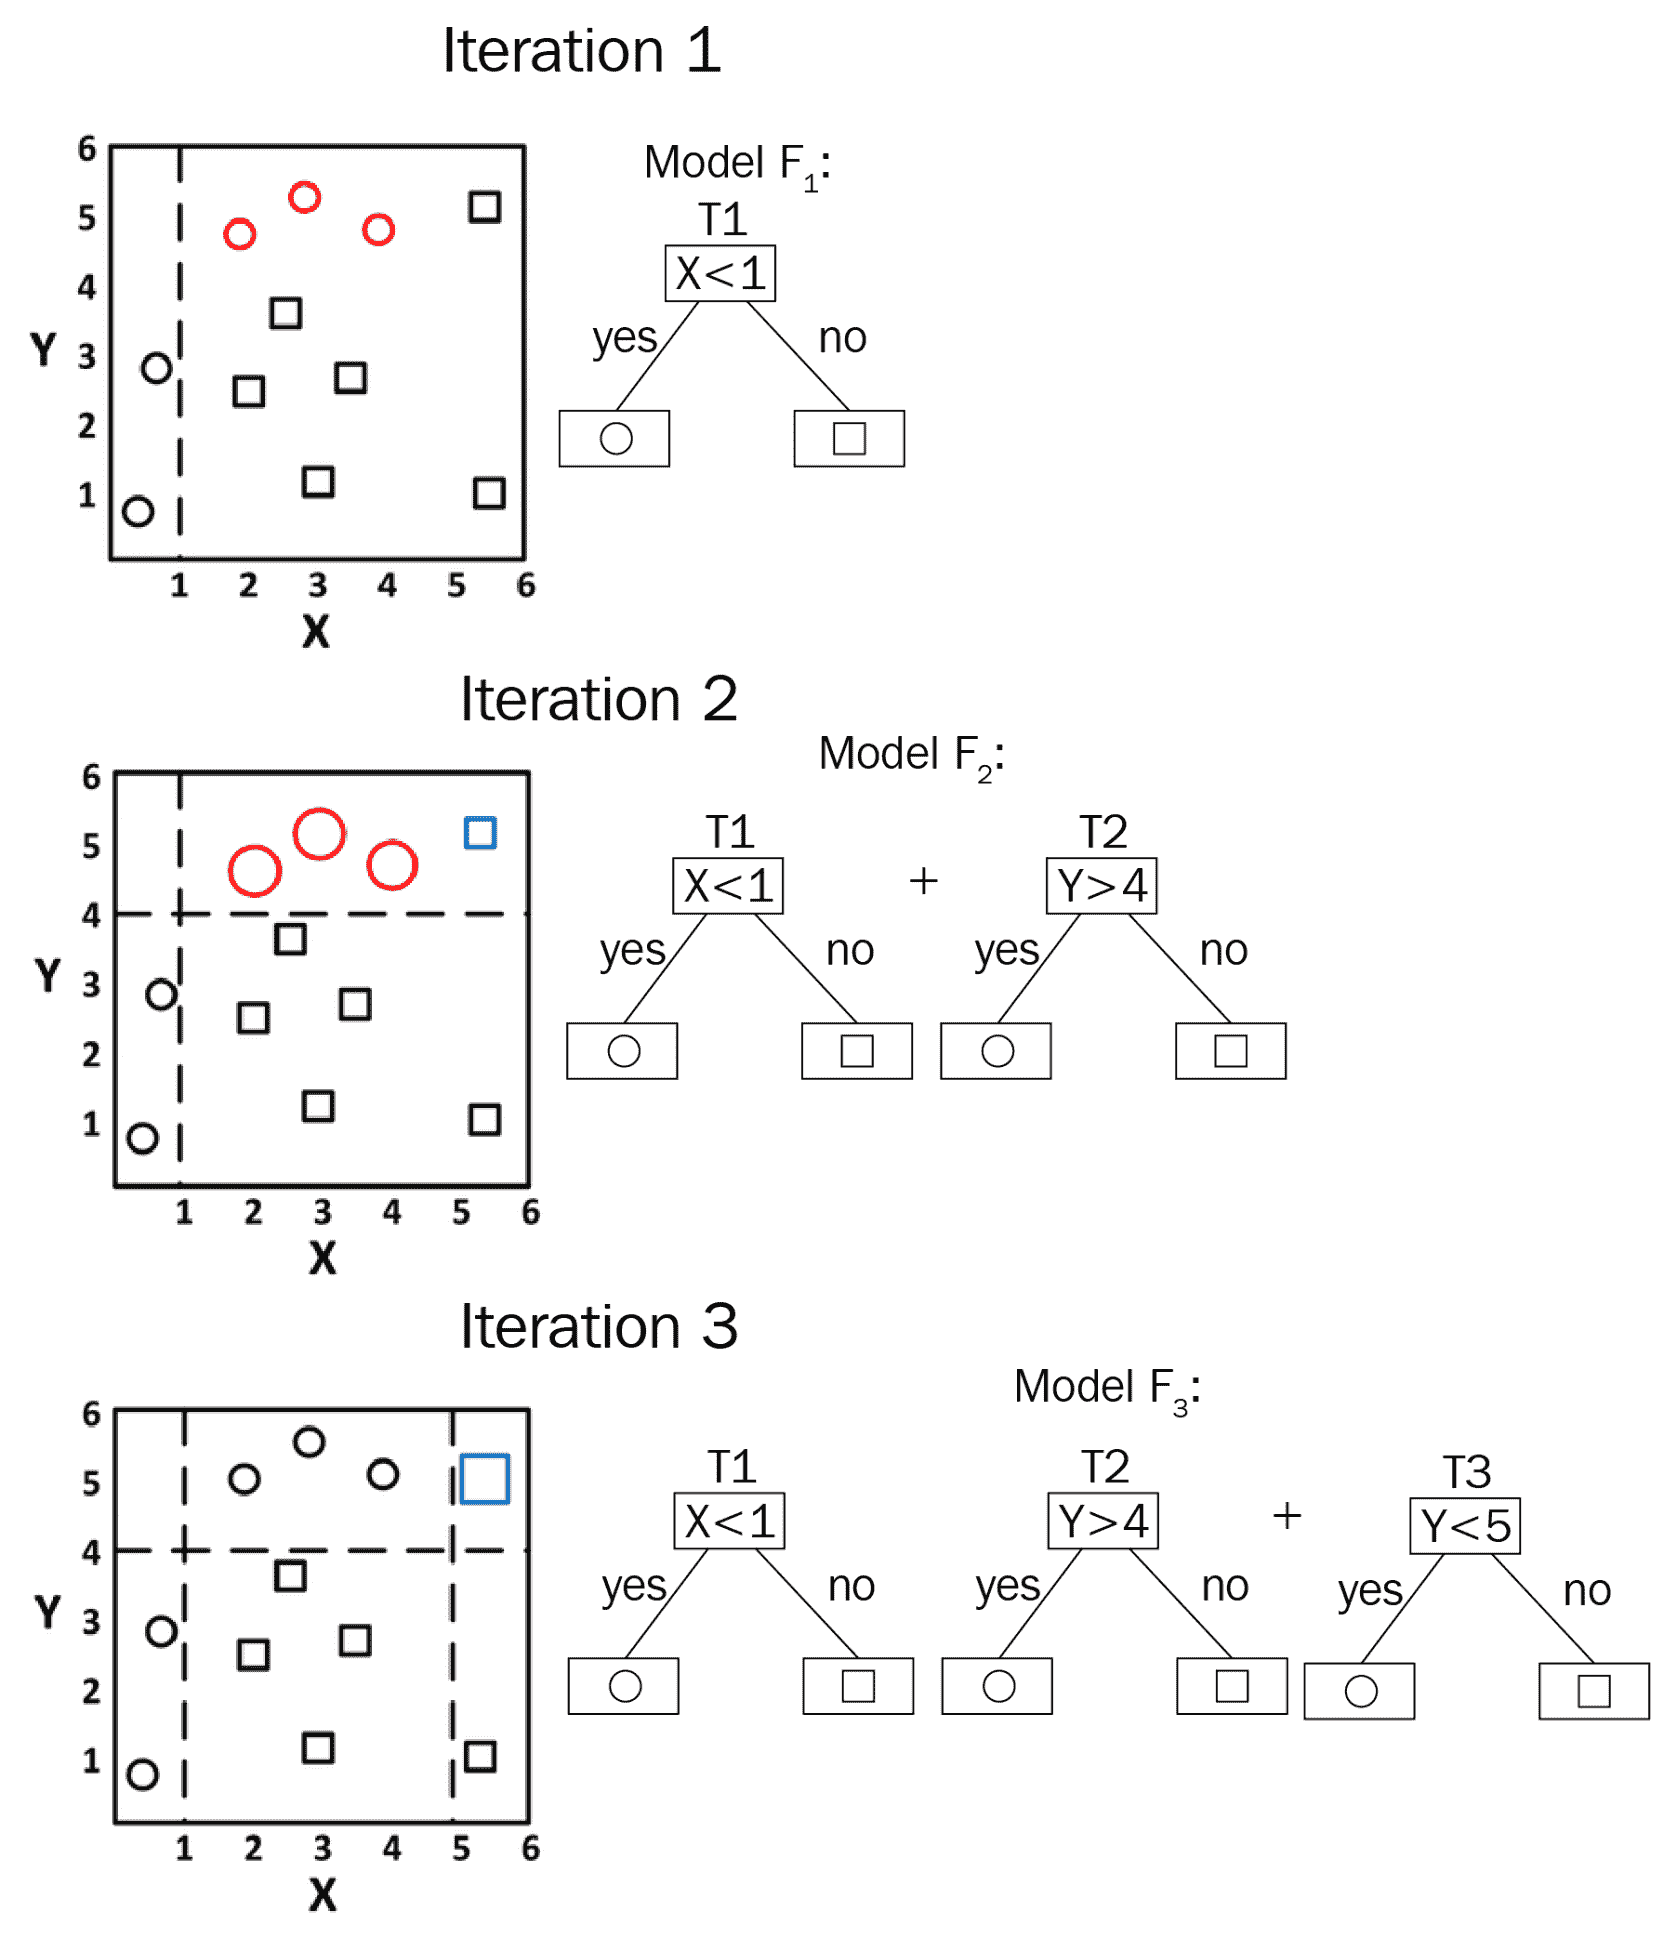 Iteration 1
Model F1:
T1
X<1
yes no
6
5
4
Y 3
2
1
1 2 3 4 5 6
X
Iteration 2
Model F2:
T1 T2
X<1 + Y>4
yes no yes no
6
5
4
Y 3
2
1
1 2 3 4 5 6
X
Iteration 3
Model F3:
T1 T2 T3
X<1 Y>4 + Y<5
yes no yes no yes no
6
5
4
Y 3
2
1
1 2 3 4 5 6
X